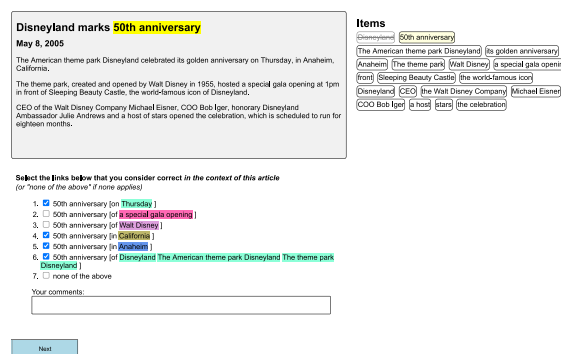 Disneyland marks 50th anniversary
May 8, 2005
The American theme park Disneyland celebrated its golden anniversary on Thursday, in Anaheim,
California.
The theme park, created and opened by Walt Disney in 1955, hosted a special gala opening at 1pm
in front of Sleeping Beauty Castle, the world-famous icon of Disneyland.
CEO of the Walt Disney Company Michael Eisner, COO Bob Iger, honorary Disneyland
Ambassador Julie Andrews and a host of stars opened the celebration, which is scheduled to run for
eighteen months.
Items
Disneyland 50th anniversary
The American theme park Disneyland its golden anniversary
Anaheim The theme park Walt Disney a special gala openin
front Sleeping Beauty Castle the world-famous icon
Disneyland CEO the Walt Disney Company Michael Eisner
COO Bob Iger a host stars the celebration
Select the links below that you consider correct in the context of this article
(or "none of the above" if none applies)
1. 50th anniversary [on Thursday ]
2. 50th anniversary [of a special gala opening ]
3. 50th anniversary [of Walt Disney ]
4. 50th anniversary [in California ]
5. 50th anniversary [in Anaheim ]
6. 50th anniversary [of Disneyland The American theme park Disneyland The theme park
Disneyland ]
7. none of the above
Your comments:
Next